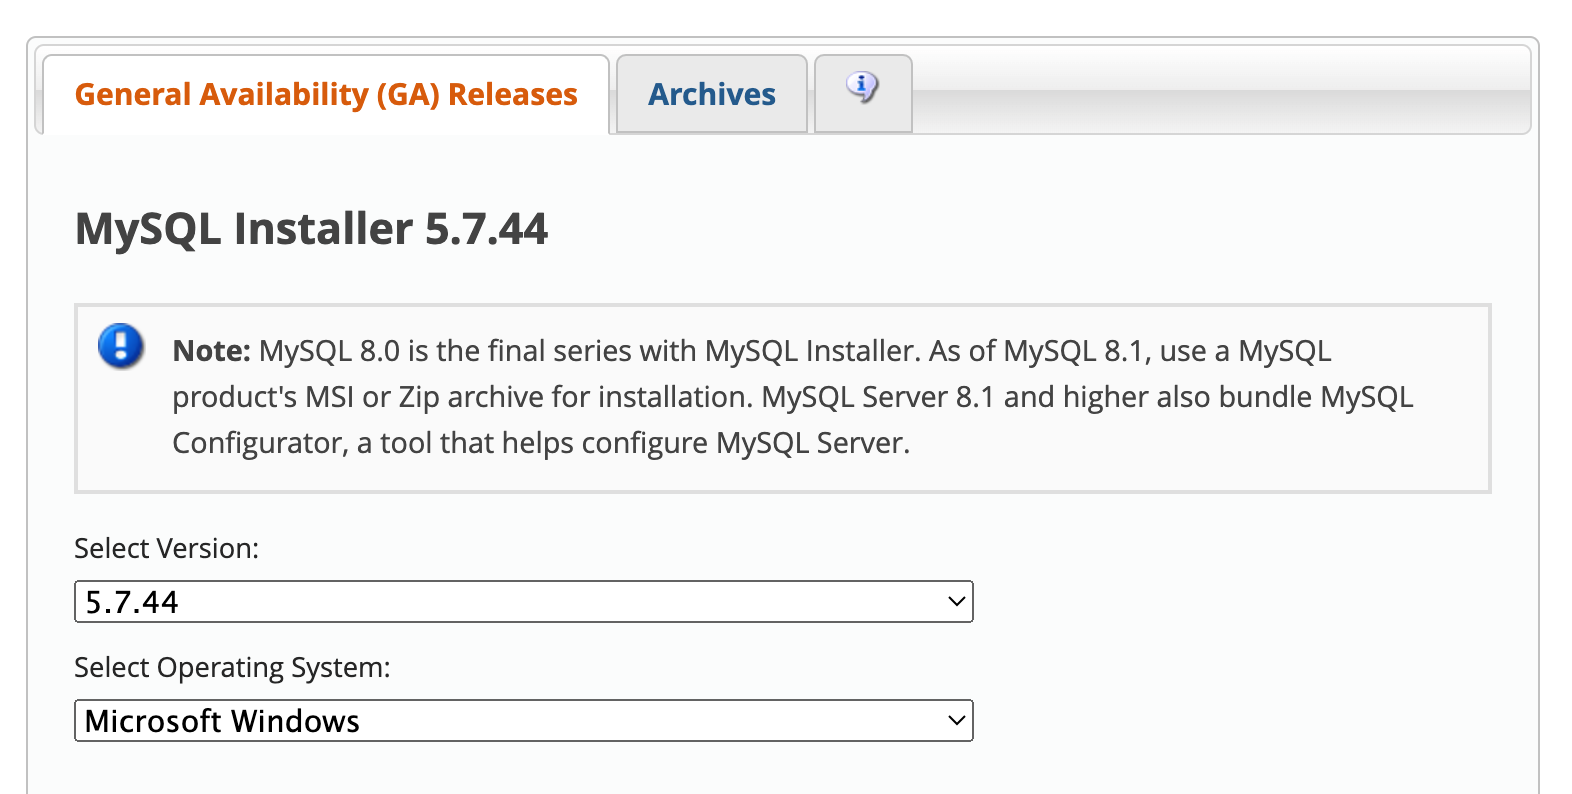 General Availability (GA) Releases
Archives
MySQL Installer 5.7.44
Note: MySQL 8.0 is the final series with MySQL Installer. As of MySQL 8.1, use a MySQL
product's MSI or Zip archive for installation. MySQL Server 8.1 and higher also bundle MySQL
Configurator, a tool that helps configure MySQL Server.
Select Version:
5.7.44
Select Operating System:
Microsoft Windows